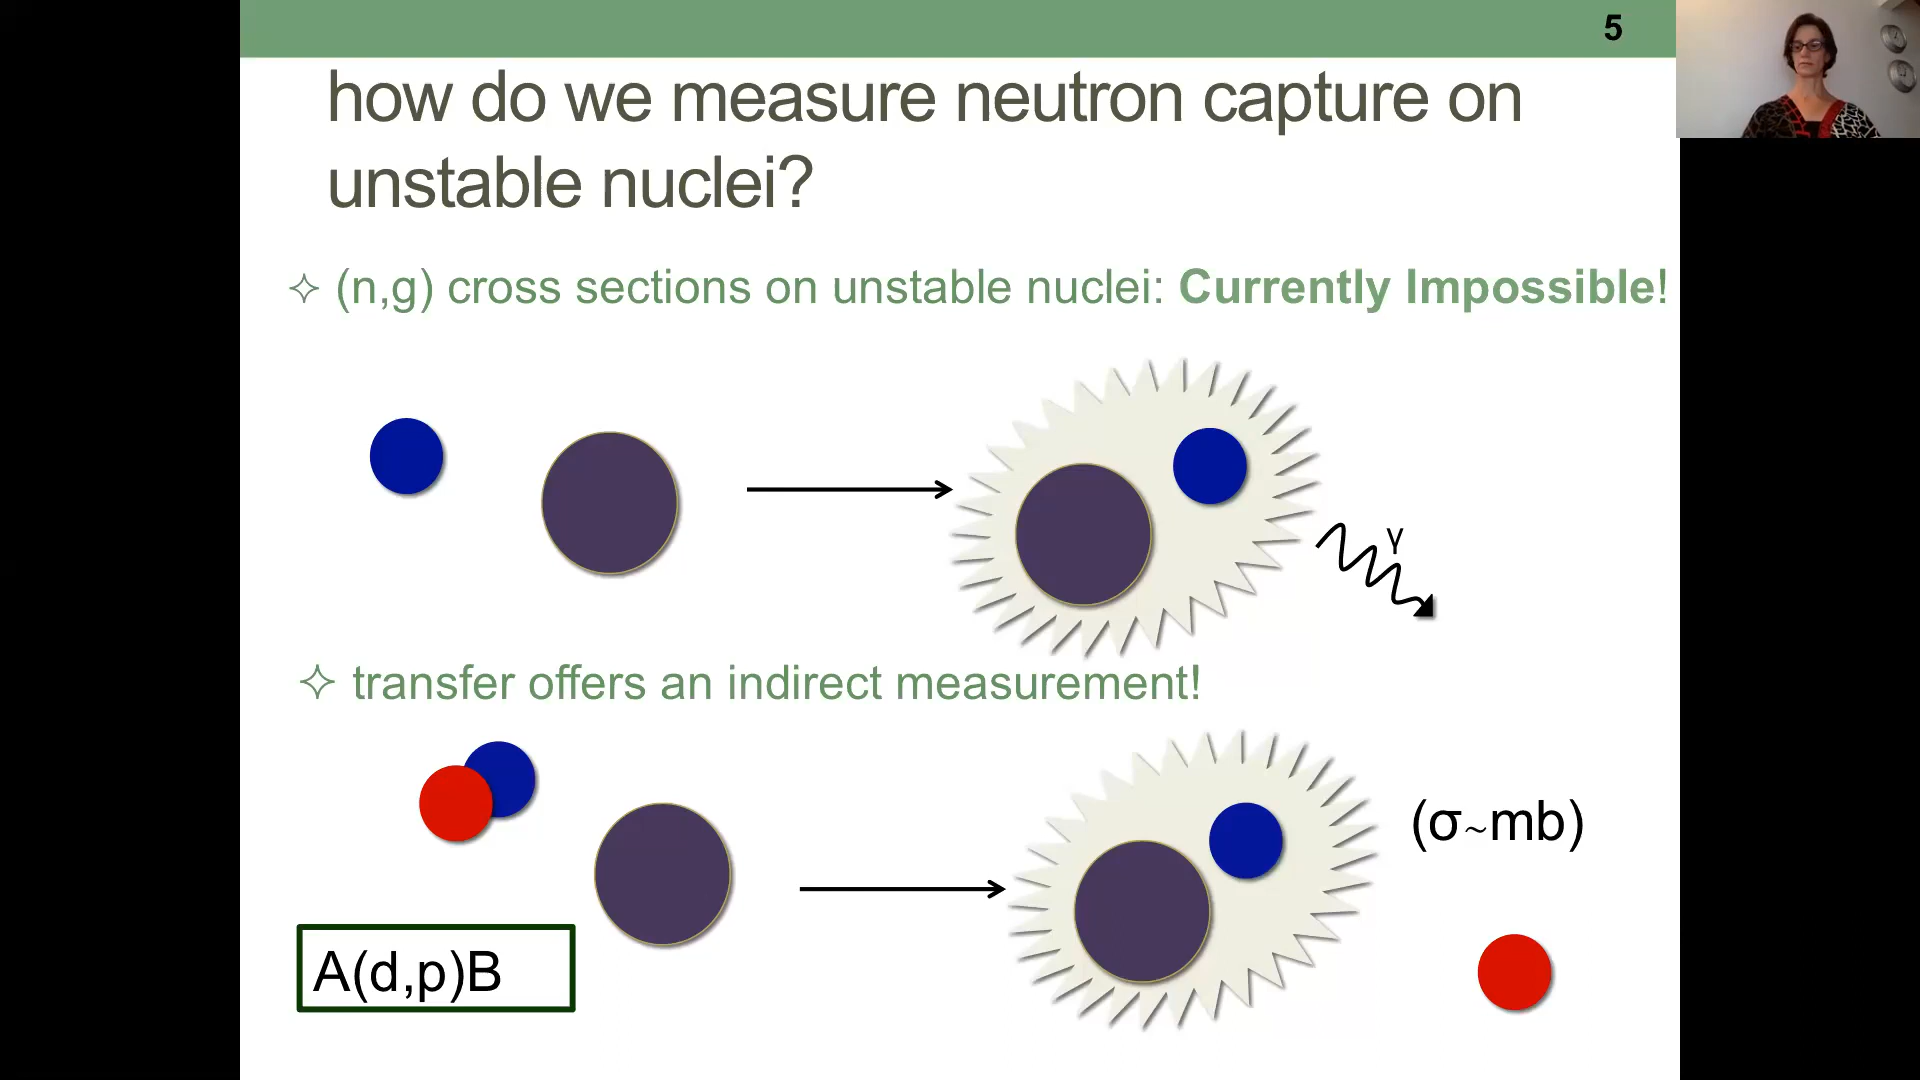 5
how do we measure neutron capture on
unstable nuclei?
(n,g) cross sections on unstable nuclei: Currently Impossible!
γ
transfer offers an indirect measurement!
(σ~mb)
A(d,p)B